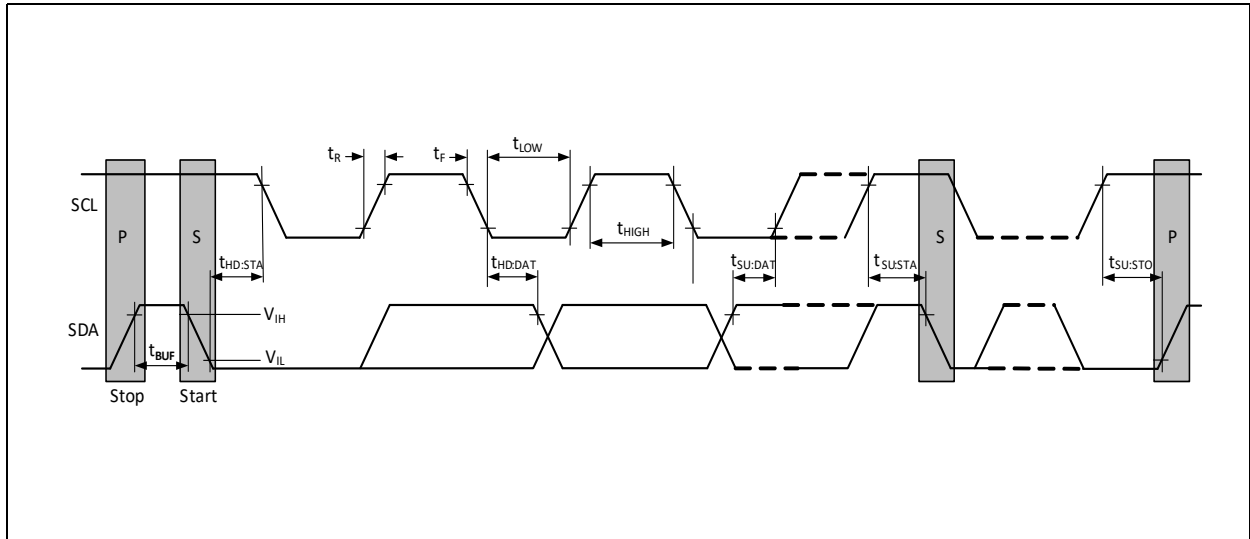 tR
tF
tLOW
SCL
P
S
tHIGH
S
P
tHD:STA
tHD:DAT
tSU:DAT
tSU:STA
tSU:STO
VIH
SDA
tBUF
VIL
Stop
Start